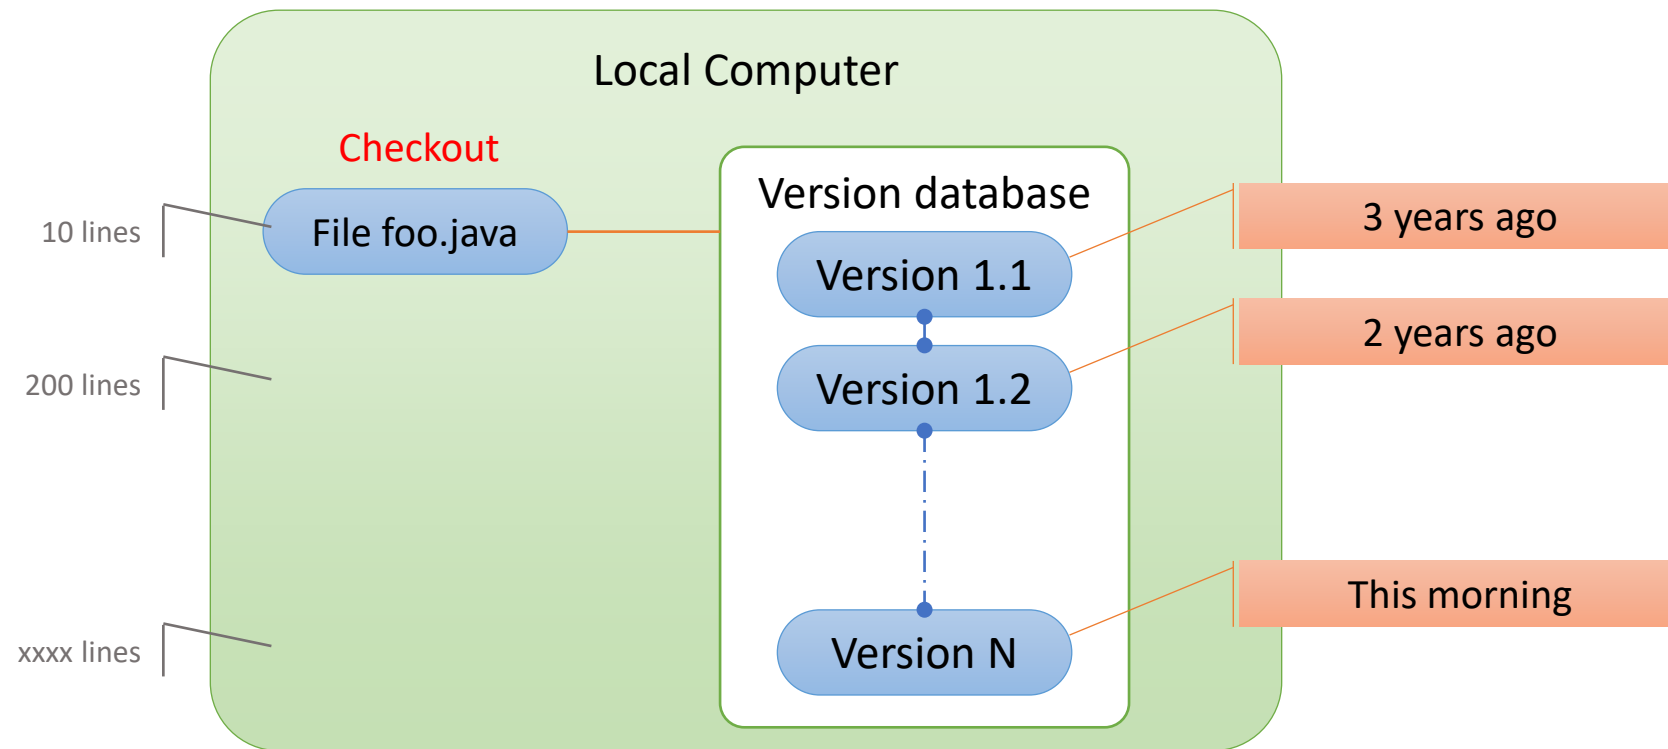 Local Computer
Checkout
10 lines
File foo.java
Version database
Version 1.1
3 years ago
200 lines
Version 1.2
2 years ago
xxxx lines
Version N
This morning